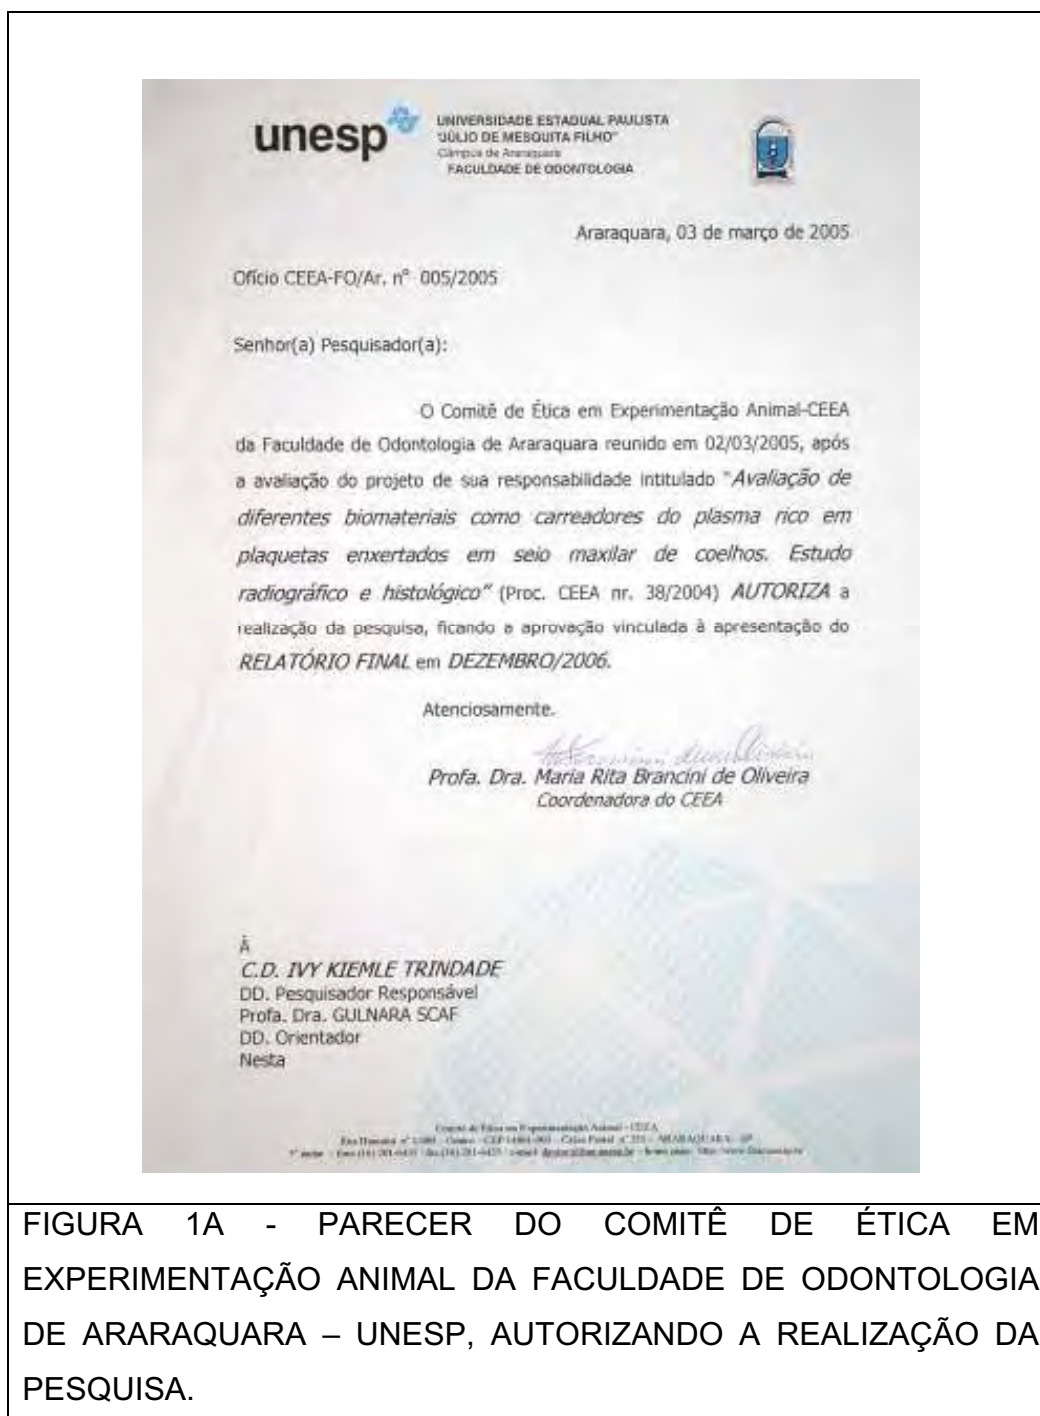 unesp
UNIVERSIDADE ESTADUAL PAULISTA
"JÚLIO DE MESQUITA FILHO"
Câmpus de Araraquara
FACULDADE DE ODONTOLOGIA
Araraquara, 03 de março de 2005
Ofício CEEA-FO/Ar. nº 005/2005
Senhor(a) Pesquisador(a):
O Comitê de Ética em Experimentação Animal-CEEA
da Faculdade de Odontologia de Araraquara reunido em 02/03/2005, após
a avaliação do projeto de sua responsabilidade intitulado "Avaliação de
diferentes biomateriais como carreadores do plasma rico em
plaquetas enxertados em seio maxilar de coelhos. Estudo
radiográfico e histológico" (Proc. CEEA nr. 38/2004) AUTORIZA a
realização da pesquisa, ficando a aprovação vinculada à apresentação do
RELATÓRIO FINAL em DEZEMBRO/2006.
Atenciosamente.
Profa. Dra. Maria Rita Brancini de Oliveira
Coordenadora do CEEA
À
C.D. IVY KIEMLE TRINDADE
DD. Pesquisador Responsável
Profa. Dra. GULNARA SCAF
DD. Orientador
Nesta
Comitê de Ética em Experimentação Animal - CEEA
FIGURA 1A - PARECER DO COMITÊ DE ÉTICA EM
EXPERIMENTAÇÃO ANIMAL DA FACULDADE DE ODONTOLOGIA
DE ARARAQUARA – UNESP, AUTORIZANDO A REALIZAÇÃO DA
PESQUISA.